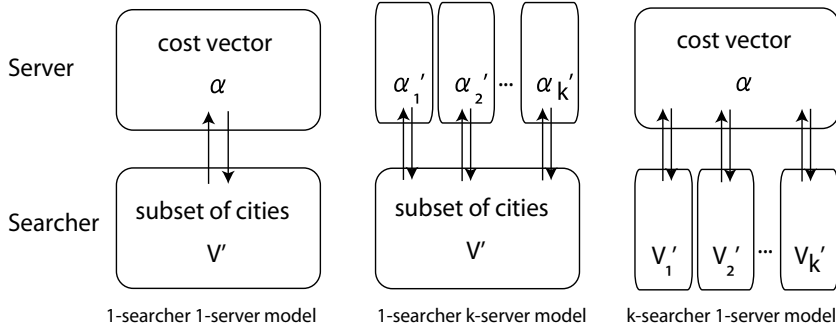 Server
cost vector
α
α₁′ α₂′ ... αk′
cost vector
α
Searcher
subset of cities
V′
subset of cities
V′
V₁′ V₂′ ... Vk′
1-searcher 1-server model
1-searcher k-server model
k-searcher 1-server model